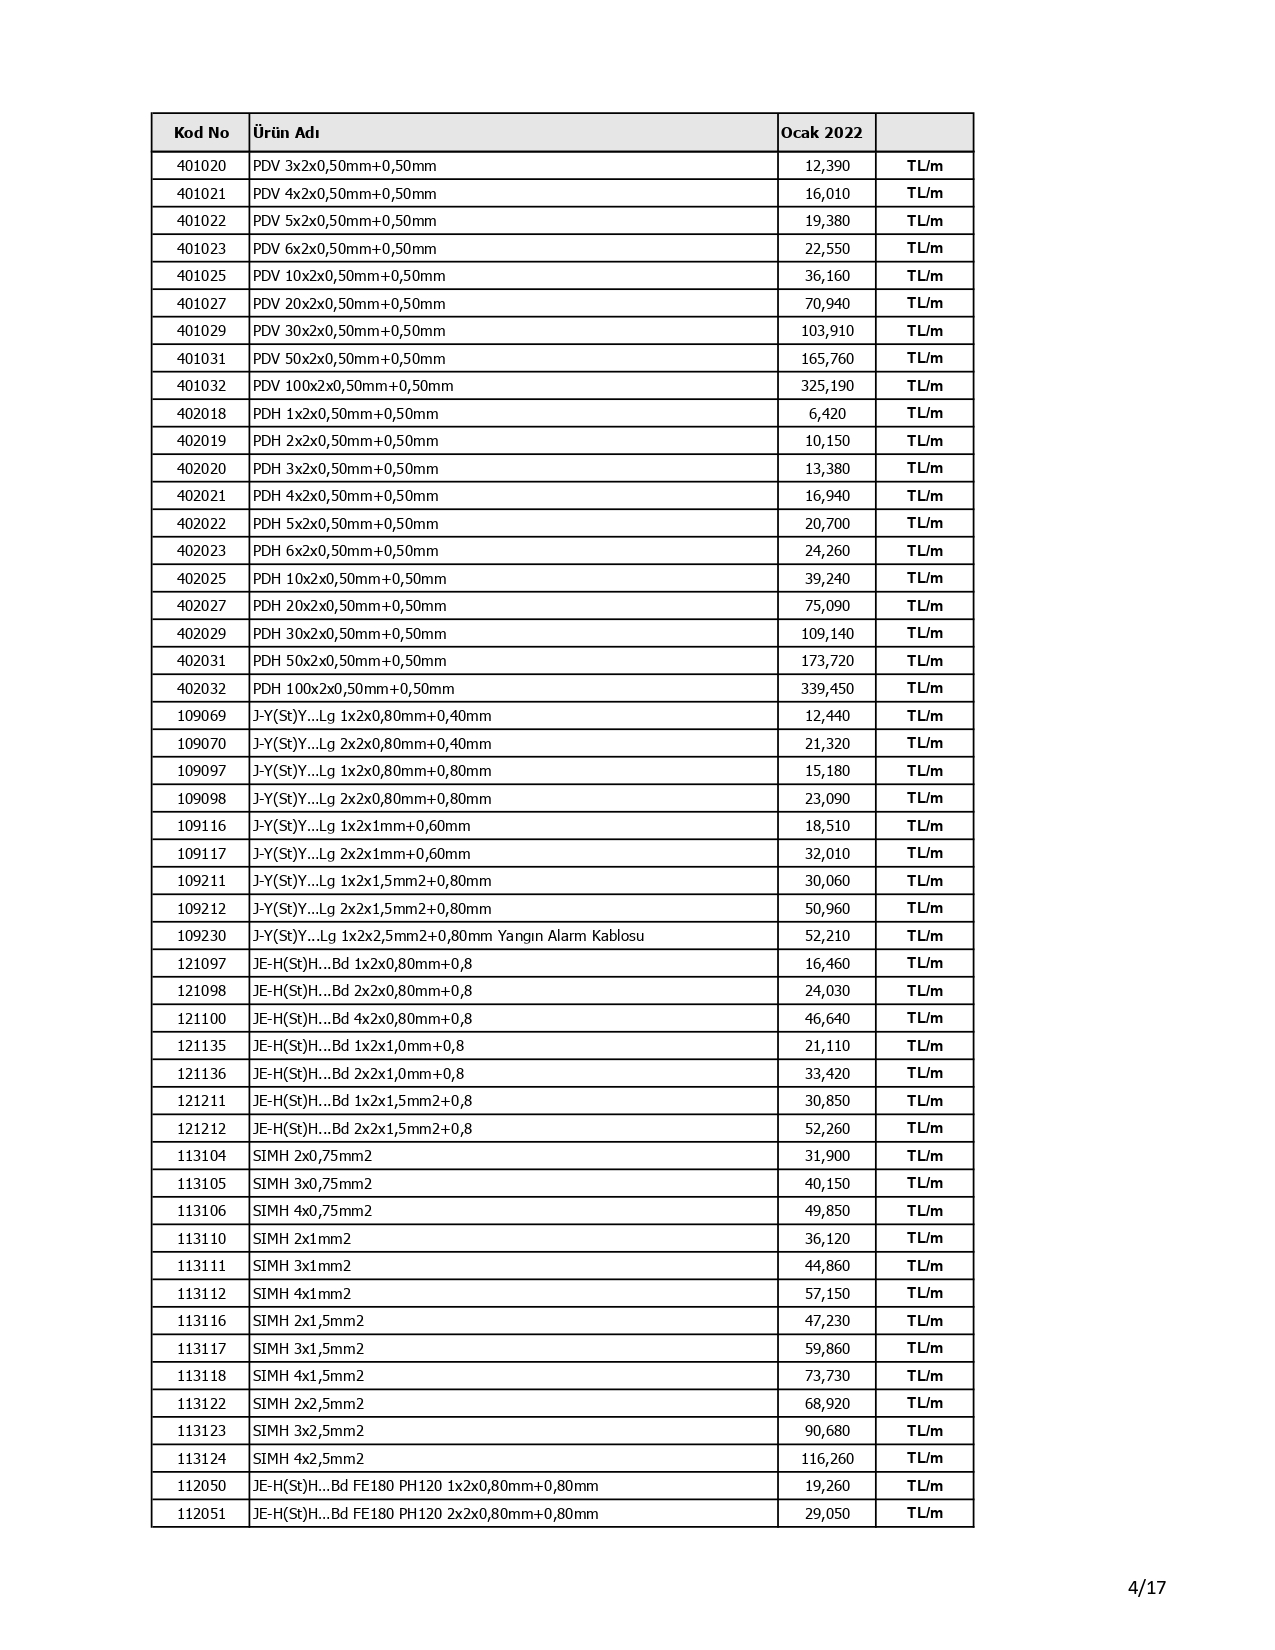 Kod No Ürün Adı Ocak 2022
401020 PDV 3x2x0,50mm+0,50mm 12,390 TL/m
401021 PDV 4x2x0,50mm+0,50mm 16,010 TL/m
401022 PDV 5x2x0,50mm+0,50mm 19,380 TL/m
401023 PDV 6x2x0,50mm+0,50mm 22,550 TL/m
401025 PDV 10x2x0,50mm+0,50mm 36,160 TL/m
401027 PDV 20x2x0,50mm+0,50mm 70,940 TL/m
401029 PDV 30x2x0,50mm+0,50mm 103,910 TL/m
401031 PDV 50x2x0,50mm+0,50mm 165,760 TL/m
401032 PDV 100x2x0,50mm+0,50mm 325,190 TL/m
402018 PDH 1x2x0,50mm+0,50mm 6,420 TL/m
402019 PDH 2x2x0,50mm+0,50mm 10,150 TL/m
402020 PDH 3x2x0,50mm+0,50mm 13,380 TL/m
402021 PDH 4x2x0,50mm+0,50mm 16,940 TL/m
402022 PDH 5x2x0,50mm+0,50mm 20,700 TL/m
402023 PDH 6x2x0,50mm+0,50mm 24,260 TL/m
402025 PDH 10x2x0,50mm+0,50mm 39,240 TL/m
402027 PDH 20x2x0,50mm+0,50mm 75,090 TL/m
402029 PDH 30x2x0,50mm+0,50mm 109,140 TL/m
402031 PDH 50x2x0,50mm+0,50mm 173,720 TL/m
402032 PDH 100x2x0,50mm+0,50mm 339,450 TL/m
109069 J-Y(St)Y...Lg 1x2x0,80mm+0,40mm 12,440 TL/m
109070 J-Y(St)Y...Lg 2x2x0,80mm+0,40mm 21,320 TL/m
109097 J-Y(St)Y...Lg 1x2x0,80mm+0,80mm 15,180 TL/m
109098 J-Y(St)Y...Lg 2x2x0,80mm+0,80mm 23,090 TL/m
109116 J-Y(St)Y...Lg 1x2x1mm+0,60mm 18,510 TL/m
109117 J-Y(St)Y...Lg 2x2x1mm+0,60mm 32,010 TL/m
109211 J-Y(St)Y...Lg 1x2x1,5mm2+0,80mm 30,060 TL/m
109212 J-Y(St)Y...Lg 2x2x1,5mm2+0,80mm 50,960 TL/m
109230 J-Y(St)Y...Lg 1x2x2,5mm2+0,80mm Yangın Alarm Kablosu 52,210 TL/m
121097 JE-H(St)H...Bd 1x2x0,80mm+0,8 16,460 TL/m
121098 JE-H(St)H...Bd 2x2x0,80mm+0,8 24,030 TL/m
121100 JE-H(St)H...Bd 4x2x0,80mm+0,8 46,640 TL/m
121135 JE-H(St)H...Bd 1x2x1,0mm+0,8 21,110 TL/m
121136 JE-H(St)H...Bd 2x2x1,0mm+0,8 33,420 TL/m
121211 JE-H(St)H...Bd 1x2x1,5mm2+0,8 30,850 TL/m
121212 JE-H(St)H...Bd 2x2x1,5mm2+0,8 52,260 TL/m
113104 SIMH 2x0,75mm2 31,900 TL/m
113105 SIMH 3x0,75mm2 40,150 TL/m
113106 SIMH 4x0,75mm2 49,850 TL/m
113110 SIMH 2x1mm2 36,120 TL/m
113111 SIMH 3x1mm2 44,860 TL/m
113112 SIMH 4x1mm2 57,150 TL/m
113116 SIMH 2x1,5mm2 47,230 TL/m
113117 SIMH 3x1,5mm2 59,860 TL/m
113118 SIMH 4x1,5mm2 73,730 TL/m
113122 SIMH 2x2,5mm2 68,920 TL/m
113123 SIMH 3x2,5mm2 90,680 TL/m
113124 SIMH 4x2,5mm2 116,260 TL/m
112050 JE-H(St)H...Bd FE180 PH120 1x2x0,80mm+0,80mm 19,260 TL/m
112051 JE-H(St)H...Bd FE180 PH120 2x2x0,80mm+0,80mm 29,050 TL/m
4/17